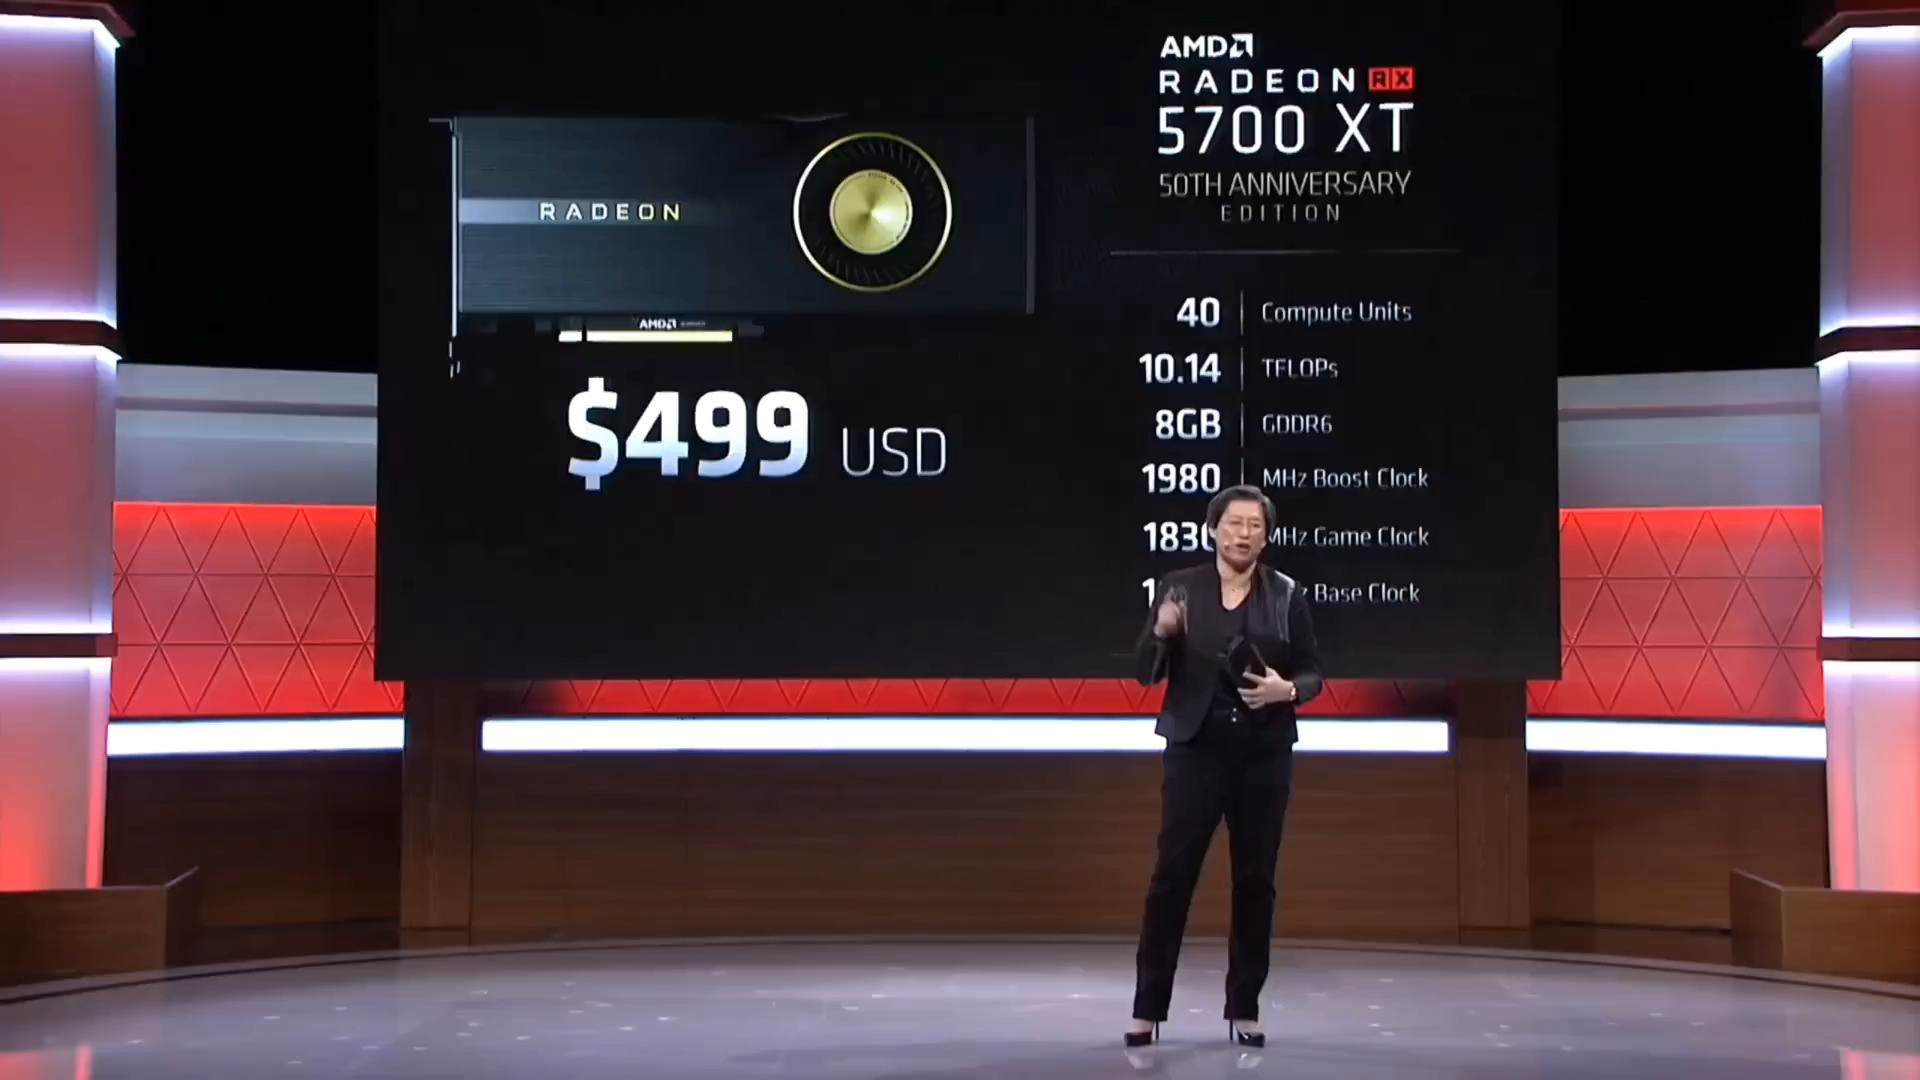 AMD
RADEON RX
5700 XT
50TH ANNIVERSARY
EDITION
RADEON
AMD
$499 USD
40 Compute Units
10.14 TFLOPs
8GB GDDR6
1980 MHz Boost Clock
MHz Game Clock
Base Clock